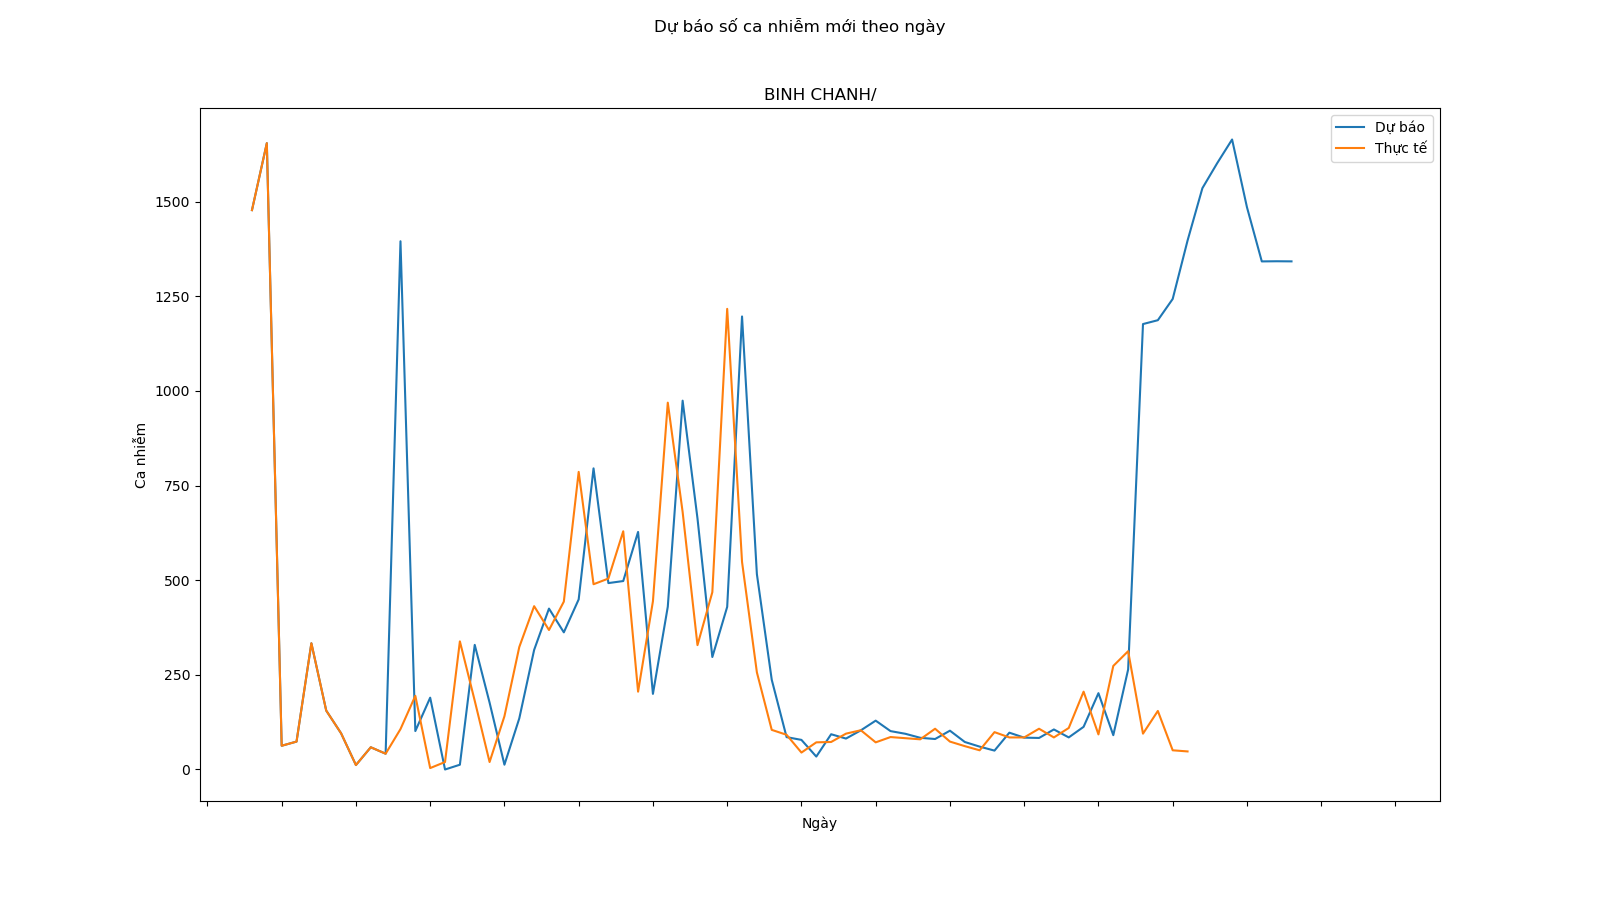 Dự báo số ca nhiễm mới theo ngày
BINH CHANH/
Dự báo
Thực tế
1500
1250
1000
750
500
250
0
Ca nhiễm
Ngày